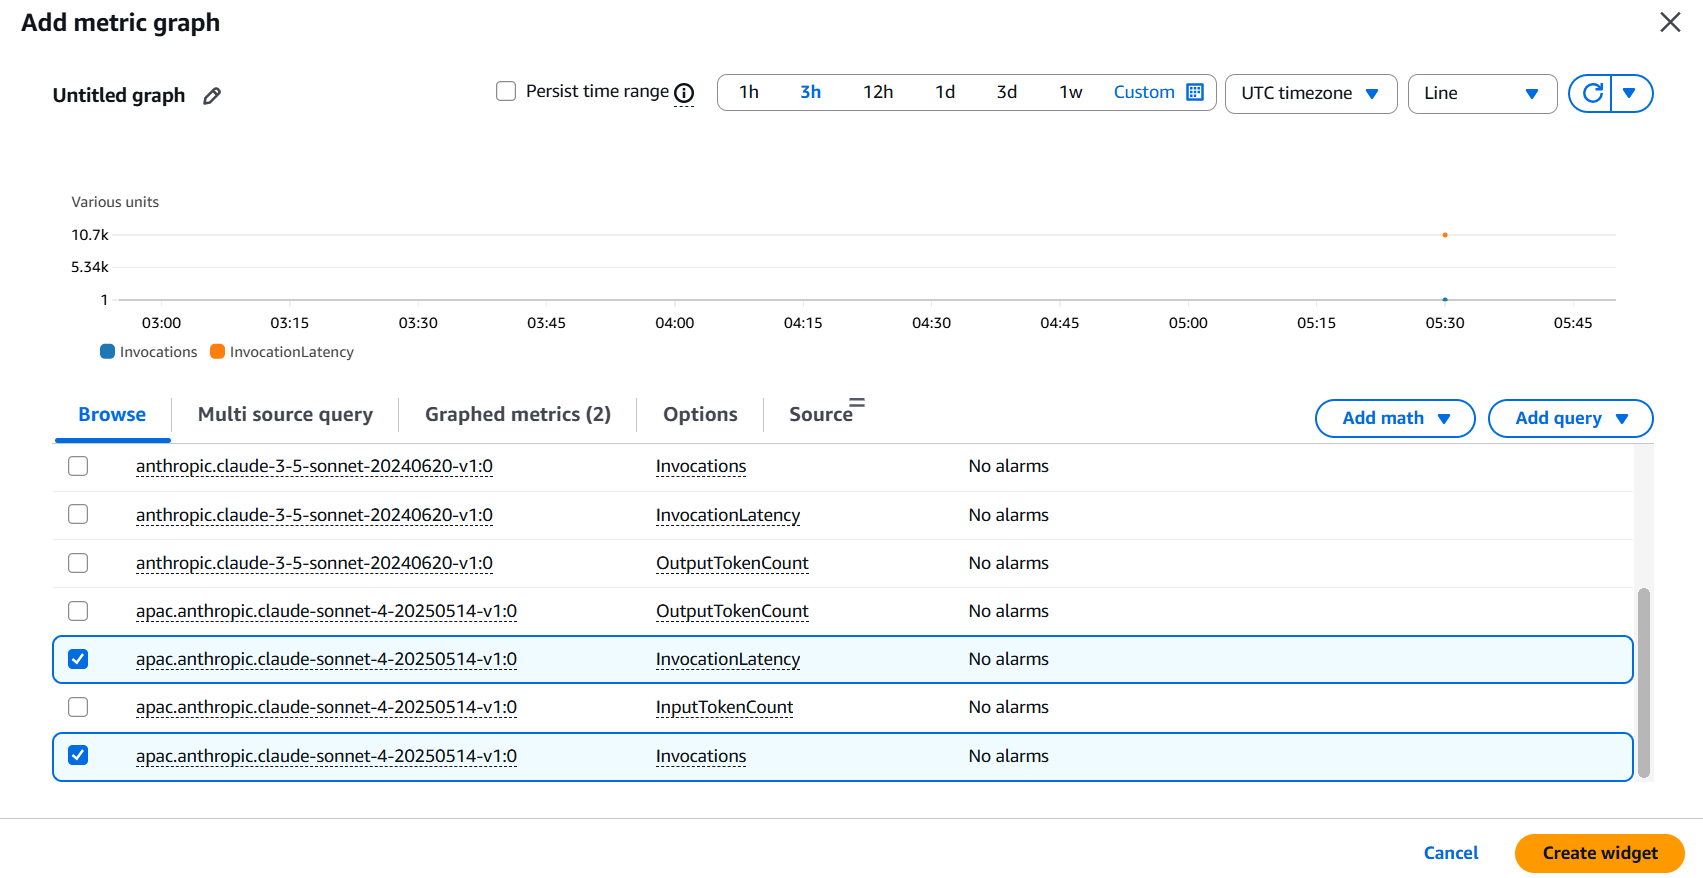 Add metric graph
Untitled graph
Persist time range
1h 3h 12h 1d 3d 1w Custom
UTC timezone
Line
Various units
10.7k
5.34k
1
03:00 03:15 03:30 03:45 04:00 04:15 04:30 04:45 05:00 05:15 05:30 05:45
Invocations InvocationLatency
Browse Multi source query Graphed metrics (2) Options Source
Add math Add query
anthropic.claude-3-5-sonnet-20240620-v1:0 Invocations No alarms
anthropic.claude-3-5-sonnet-20240620-v1:0 InvocationLatency No alarms
anthropic.claude-3-5-sonnet-20240620-v1:0 OutputTokenCount No alarms
apac.anthropic.claude-sonnet-4-20250514-v1:0 OutputTokenCount No alarms
apac.anthropic.claude-sonnet-4-20250514-v1:0 InvocationLatency No alarms
apac.anthropic.claude-sonnet-4-20250514-v1:0 InputTokenCount No alarms
apac.anthropic.claude-sonnet-4-20250514-v1:0 Invocations No alarms
Cancel Create widget